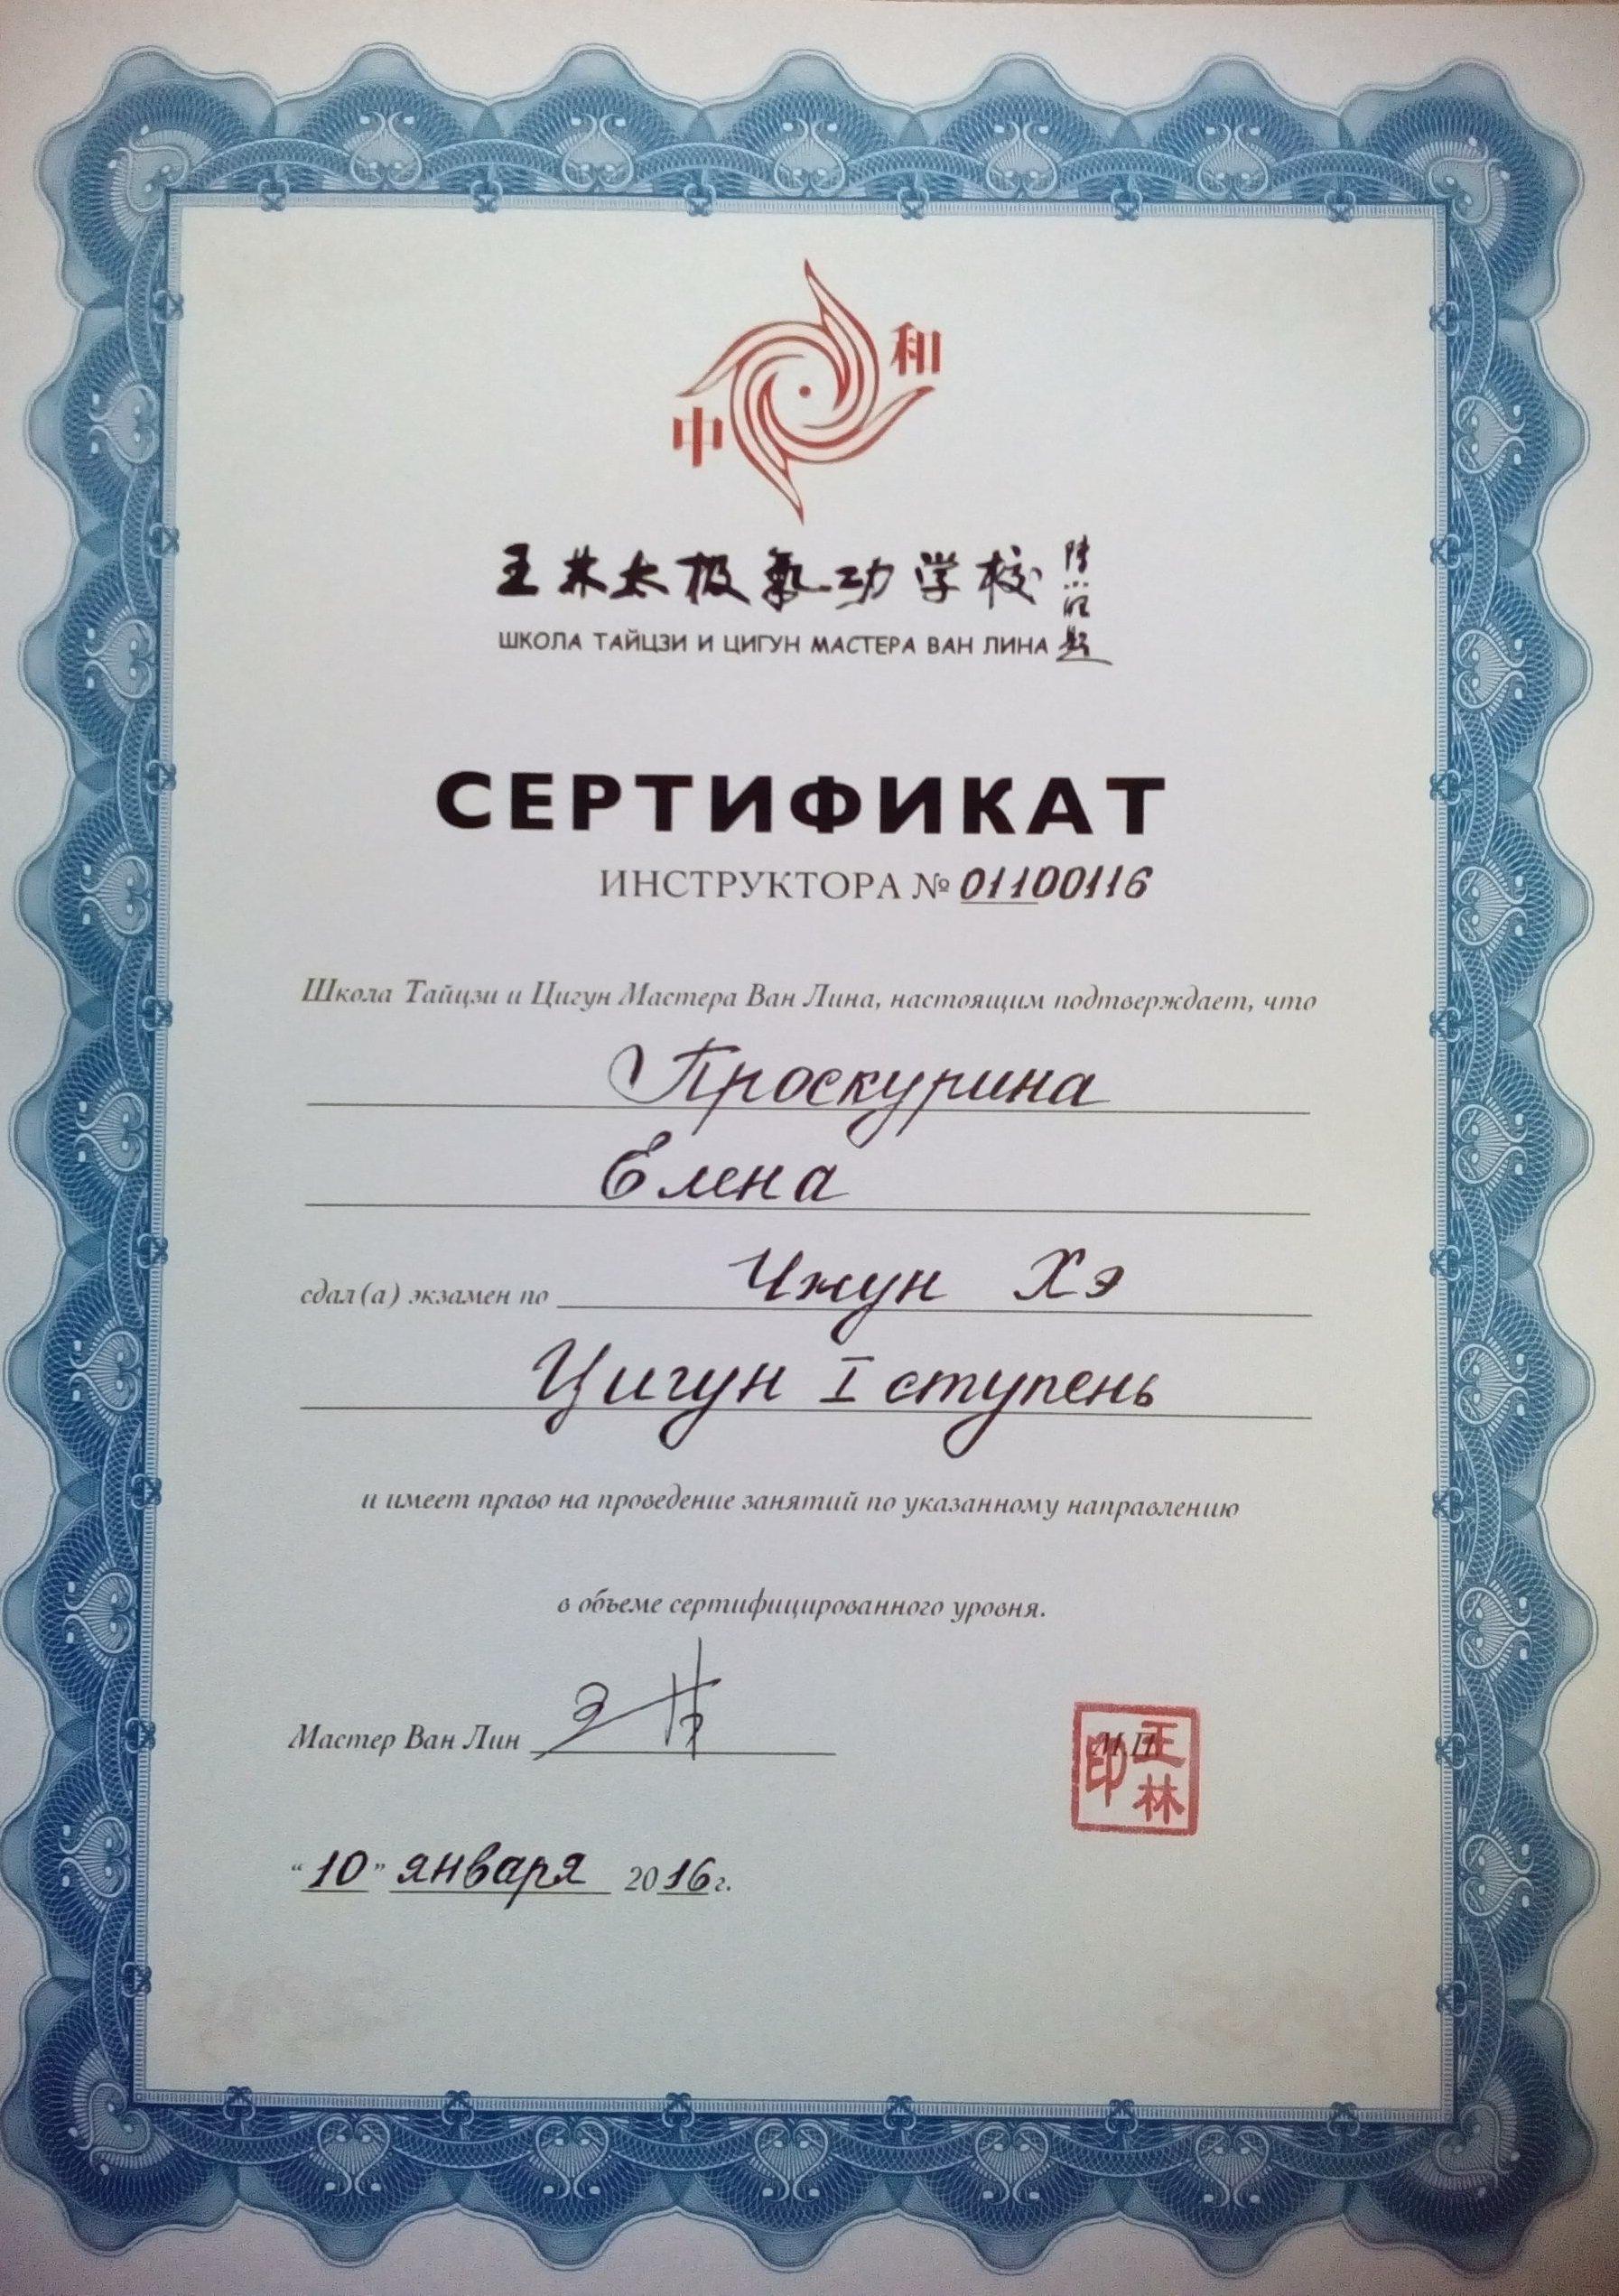 和
中
王林太极氣功学校
ШКОЛА ТАЙЦЗИ И ЦИГУН МАСТЕРА ВАН ЛИНА
СЕРТИФИКАТ
ИНСТРУКТОРА № 01100116
Школа Тайцзи и Цигун Мастера Ван Лина, настоящим подтверждает, что
Проскурина
Елена
сдал(а) экзамен по Чжун Хэ
Цигун I ступень
и имеет право на проведение занятий по указанному направлению
в объеме сертифицированного уровня.
Мастер Ван Лин
М П
王林印
"10" января 2016г.